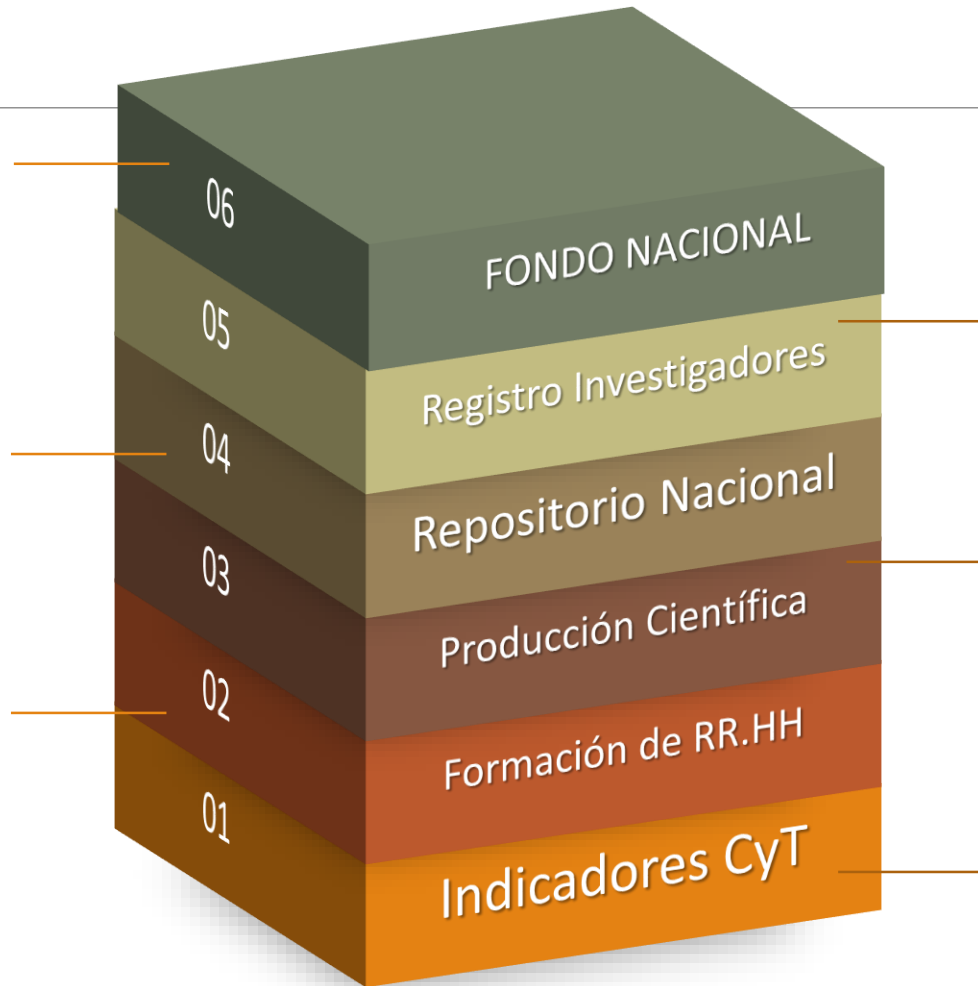 06 FONDO NACIONAL
05 Registro Investigadores
04 Repositorio Nacional
03 Producción Científica
02 Formación de RR.HH
01 Indicadores CyT